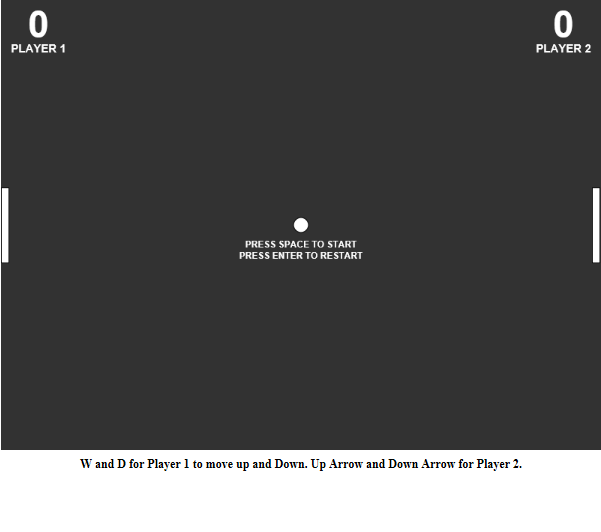 0 0
PLAYER 1 PLAYER 2
PRESS SPACE TO START
PRESS ENTER TO RESTART
W and D for Player 1 to move up and Down. Up Arrow and Down Arrow for Player 2.